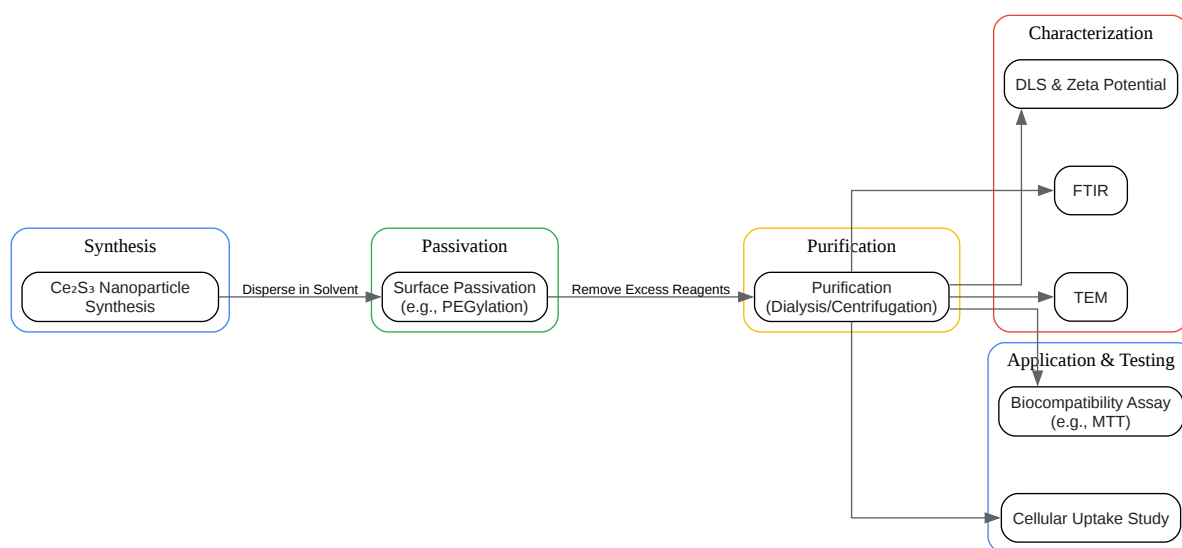 Synthesis
Ce₂S₃ Nanoparticle
Synthesis
Disperse in Solvent
Passivation
Surface Passivation
(e.g., PEGylation)
Remove Excess Reagents
Purification
Purification
(Dialysis/Centrifugation)
Characterization
DLS & Zeta Potential
FTIR
TEM
Application & Testing
Biocompatibility Assay
(e.g., MTT)
Cellular Uptake Study